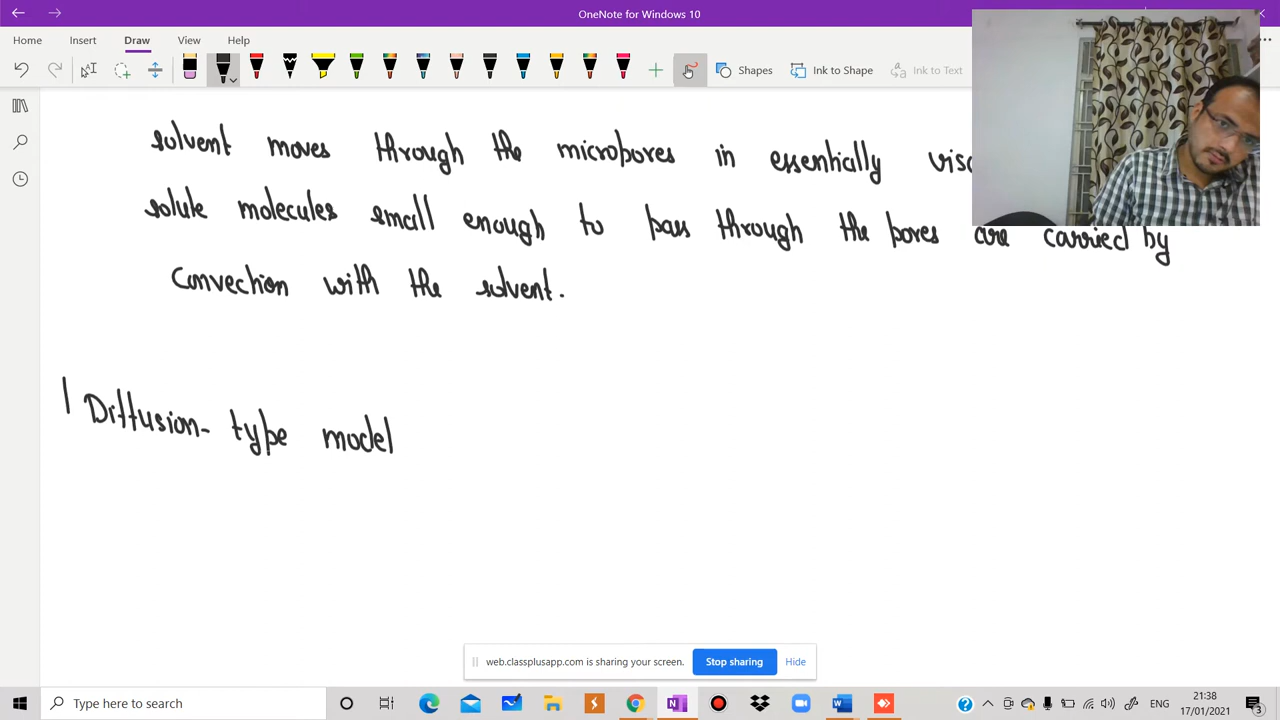 OneNote for Windows 10
Home Insert Draw View Help
Shapes Ink to Shape Ink to Text
solvent moves through the micropores in essentially
solute molecules small enough to pass through the pores are carried by
convection with the solvent.
Diffusion- type model
web.classplusapp.com is sharing your screen. Stop sharing Hide
Type here to search
ENG
21:38
17/01/2021
3